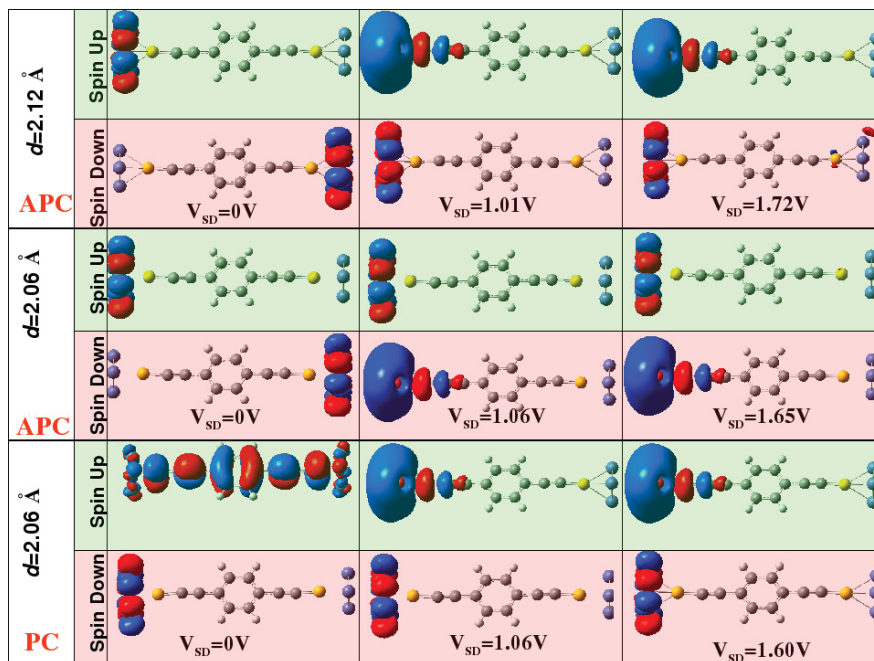 d=2.12 Å
APC
Spin Up
Spin Down
V_SD=0V
V_SD=1.01V
V_SD=1.72V
d=2.06 Å
APC
Spin Up
Spin Down
V_SD=0V
V_SD=1.06V
V_SD=1.65V
d=2.06 Å
PC
Spin Up
Spin Down
V_SD=0V
V_SD=1.06V
V_SD=1.60V